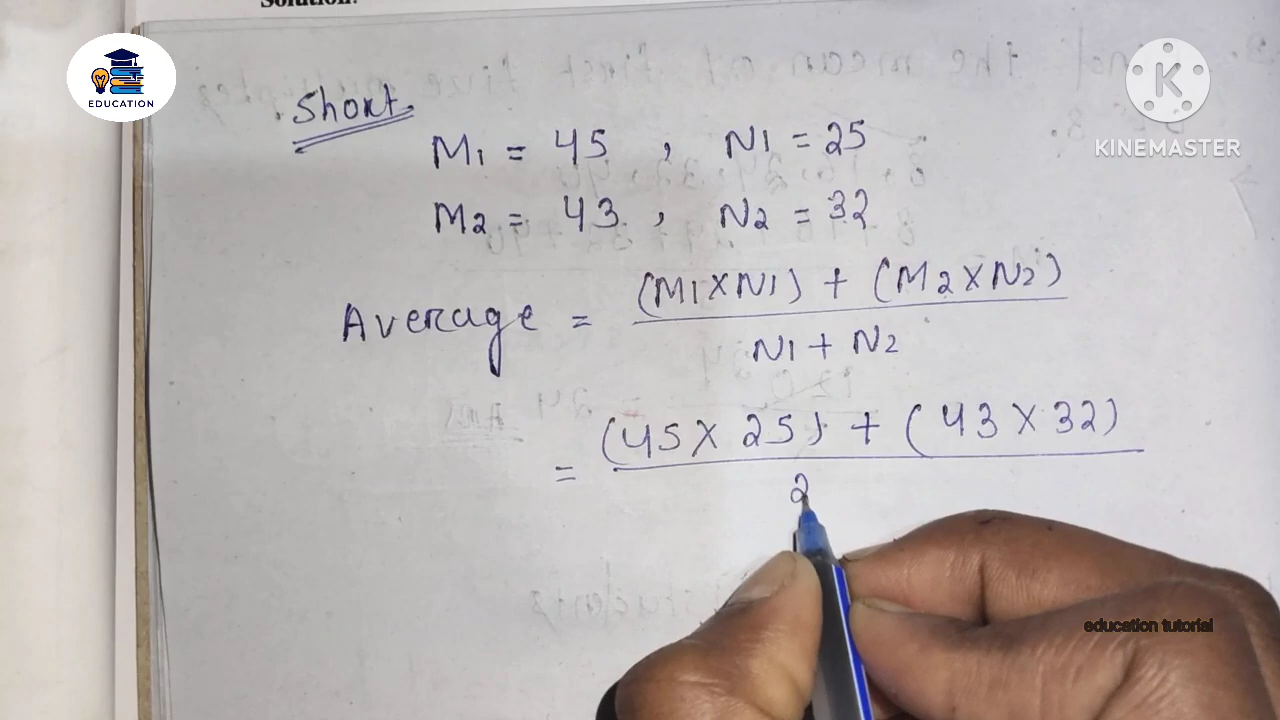 Solution:
EDUCATION
K
KINEMASTER
Short
M1 = 45 , N1 = 25
M2 = 43 , N2 = 32
Average = (M1×N1) + (M2×N2)
N1 + N2
= (45 × 25) + (43 × 32)
2
education tutorial